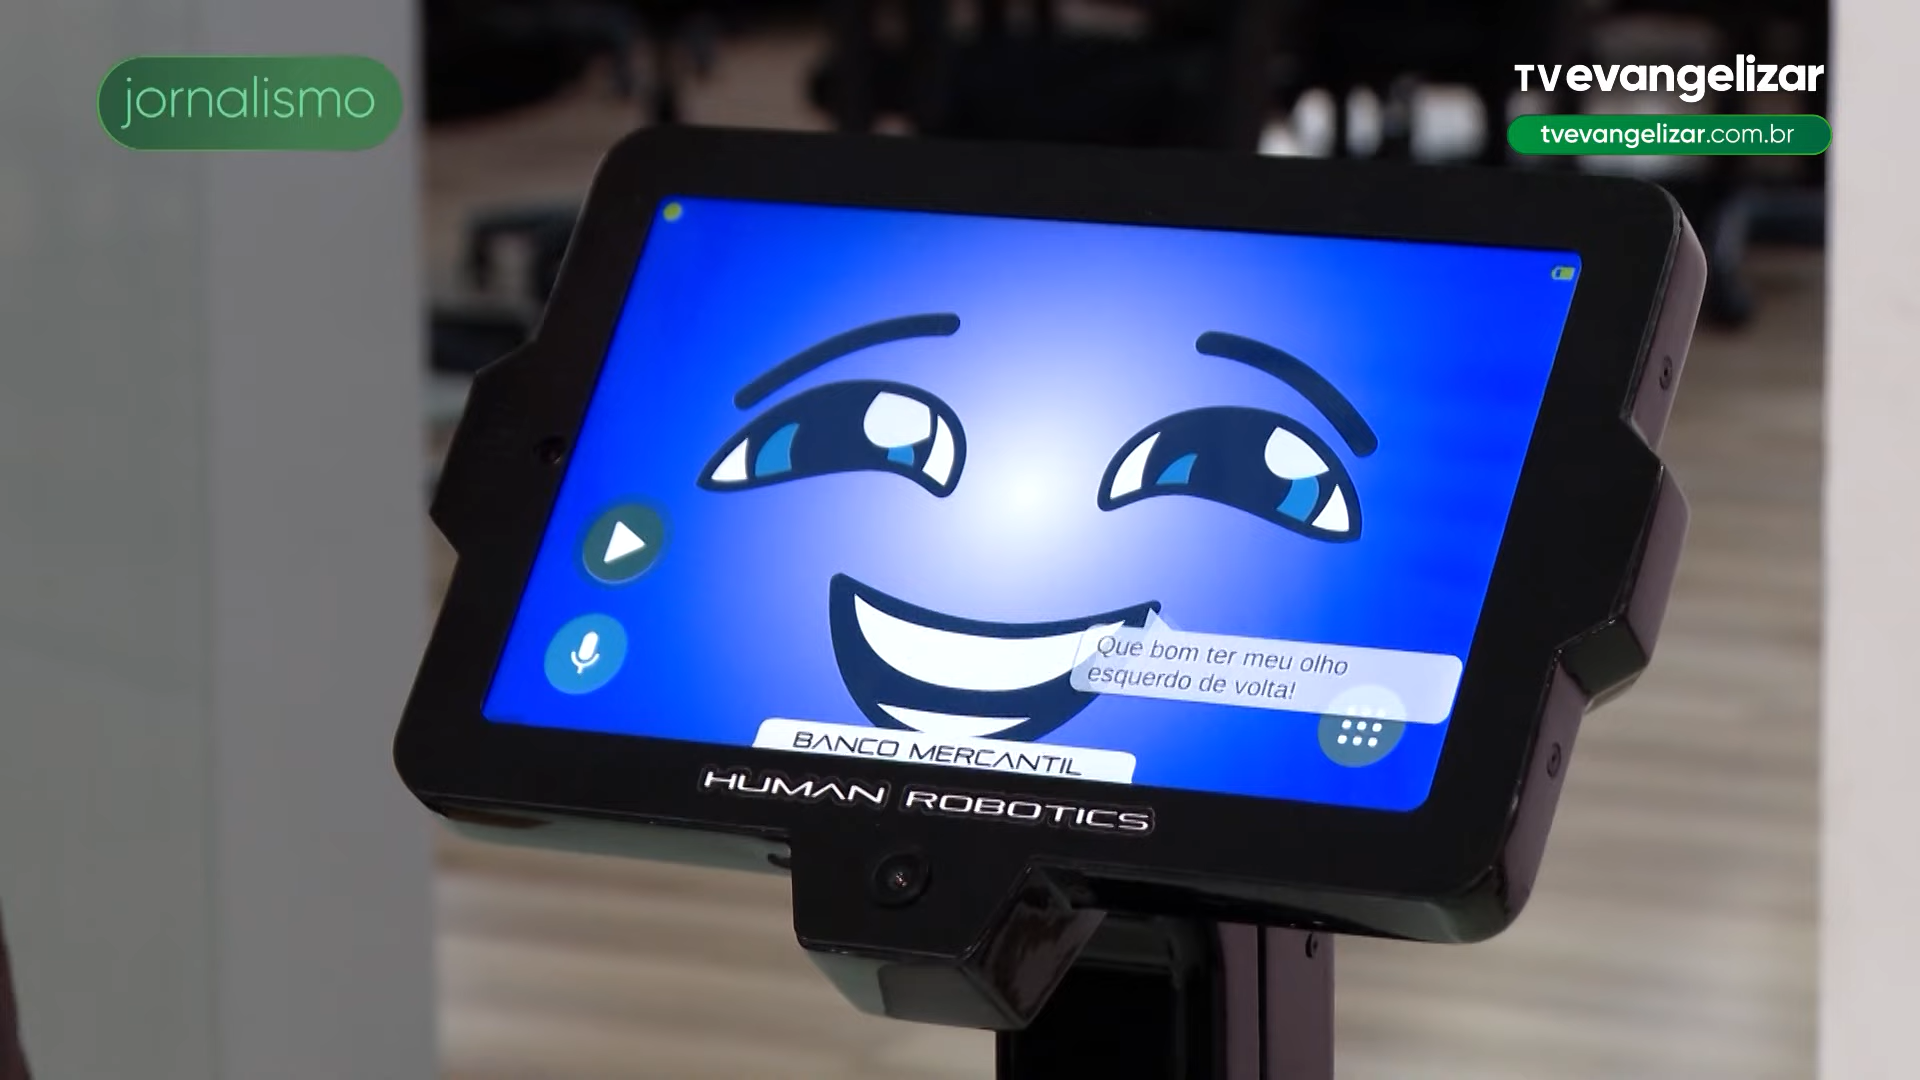 jornalismo
TVevangelizar
tvevangelizar.com.br
Que bom ter meu olho
esquerdo de volta!
BANCO MERCANTIL
HUMAN ROBOTICS